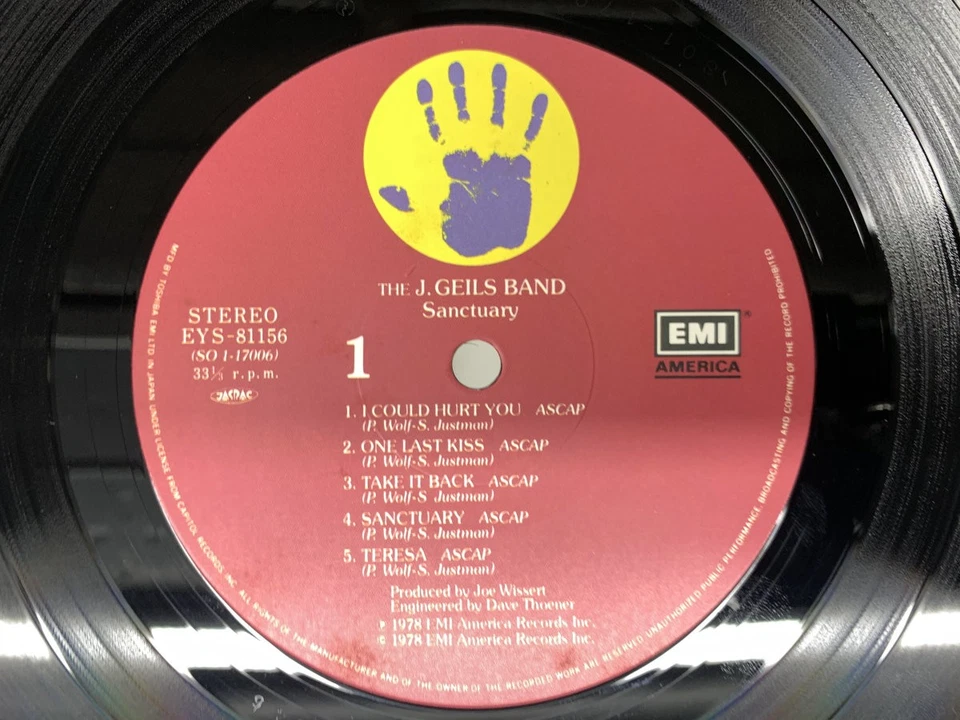 THE J. GEILS BAND
Sanctuary
STEREO
EYS-81156
(SO 1-17006)
33⅓ r.p.m.
JASRAC
1
EMI®
AMERICA
1. I COULD HURT YOU ASCAP
(P. Wolf-S. Justman)
2. ONE LAST KISS ASCAP
(P. Wolf-S. Justman)
3. TAKE IT BACK ASCAP
(P. Wolf-S. Justman)
4. SANCTUARY ASCAP
(P. Wolf-S. Justman)
5. TERESA ASCAP
(P. Wolf-S. Justman)
Produced by Joe Wissert
Engineered by Dave Thoener
℗ 1978 EMI America Records Inc.
© 1978 EMI America Records Inc.
MF'D BY TOSHIBA EMI LTD IN JAPAN UNDER LICENSE FROM CAPITOL RECORDS, INC. ALL RIGHTS OF THE MANUFACTURER AND OF THE OWNER OF THE RECORDED WORK ARE RESERVED UNAUTHORIZED PUBLIC PERFORMANCE BROADCASTING AND COPYING OF THE RECORD PROHIBITED